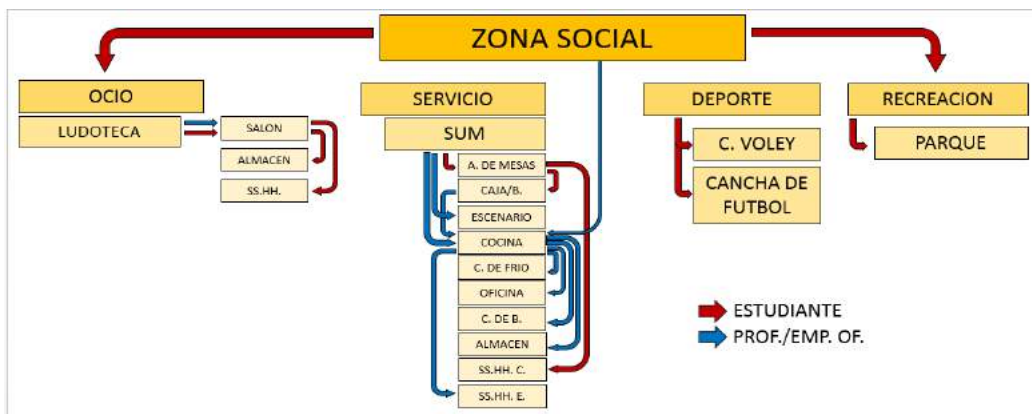 ZONA SOCIAL
OCIO
LUDOTECA
SALON
ALMACEN
SS.HH.
SERVICIO
SUM
A. DE MESAS
CAJA/B.
ESCENARIO
COCINA
C. DE FRIO
OFICINA
C. DE B.
ALMACEN
SS.HH. C.
SS.HH. E.
DEPORTE
C. VOLEY
CANCHA DE
FUTBOL
RECREACION
PARQUE
ESTUDIANTE
PROF./EMP. OF.